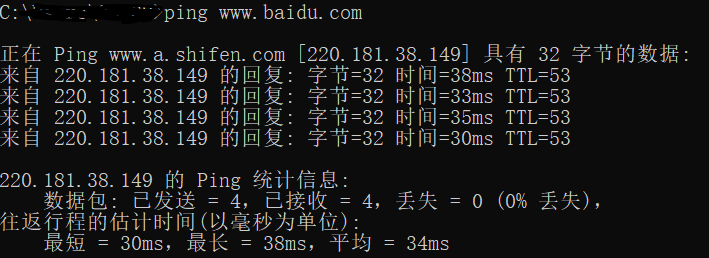 C:\>ping www.baidu.com
正在 Ping www.a.shifen.com [220.181.38.149] 具有 32 字节的数据:
来自 220.181.38.149 的回复: 字节=32 时间=38ms TTL=53
来自 220.181.38.149 的回复: 字节=32 时间=33ms TTL=53
来自 220.181.38.149 的回复: 字节=32 时间=35ms TTL=53
来自 220.181.38.149 的回复: 字节=32 时间=30ms TTL=53
220.181.38.149 的 Ping 统计信息:
数据包: 已发送 = 4，已接收 = 4，丢失 = 0 (0% 丢失)，
往返行程的估计时间(以毫秒为单位):
最短 = 30ms，最长 = 38ms，平均 = 34ms